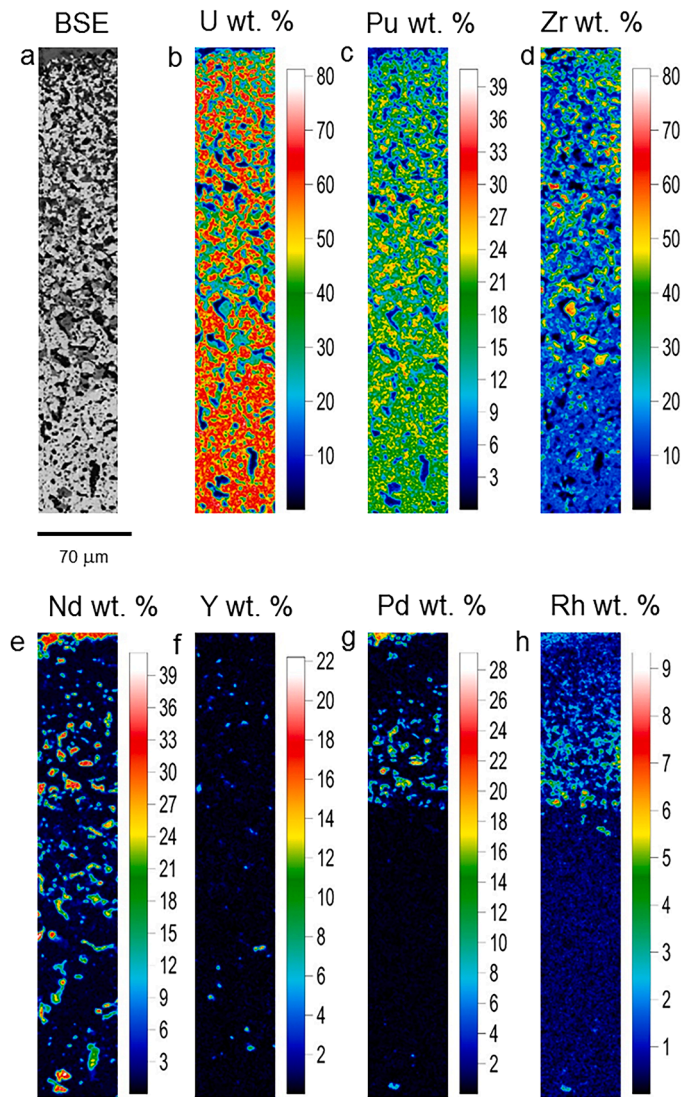 BSE U wt. % Pu wt. % Zr wt. %
a b c d
80 39 80
70 36 70
60 33 60
50 30 50
40 27 40
30 24 30
20 21 20
10 18 10
15
12
9
6
3
70 μm
Nd wt. % Y wt. % Pd wt. % Rh wt. %
e f g h
39 22 28 9
36 20 26 8
33 18 24 7
30 16 22 6
27 14 20 5
24 12 18 4
21 10 16 3
18 8 14 2
15 6 12 1
12 4 10
9 2 8
6 6
3 4
2